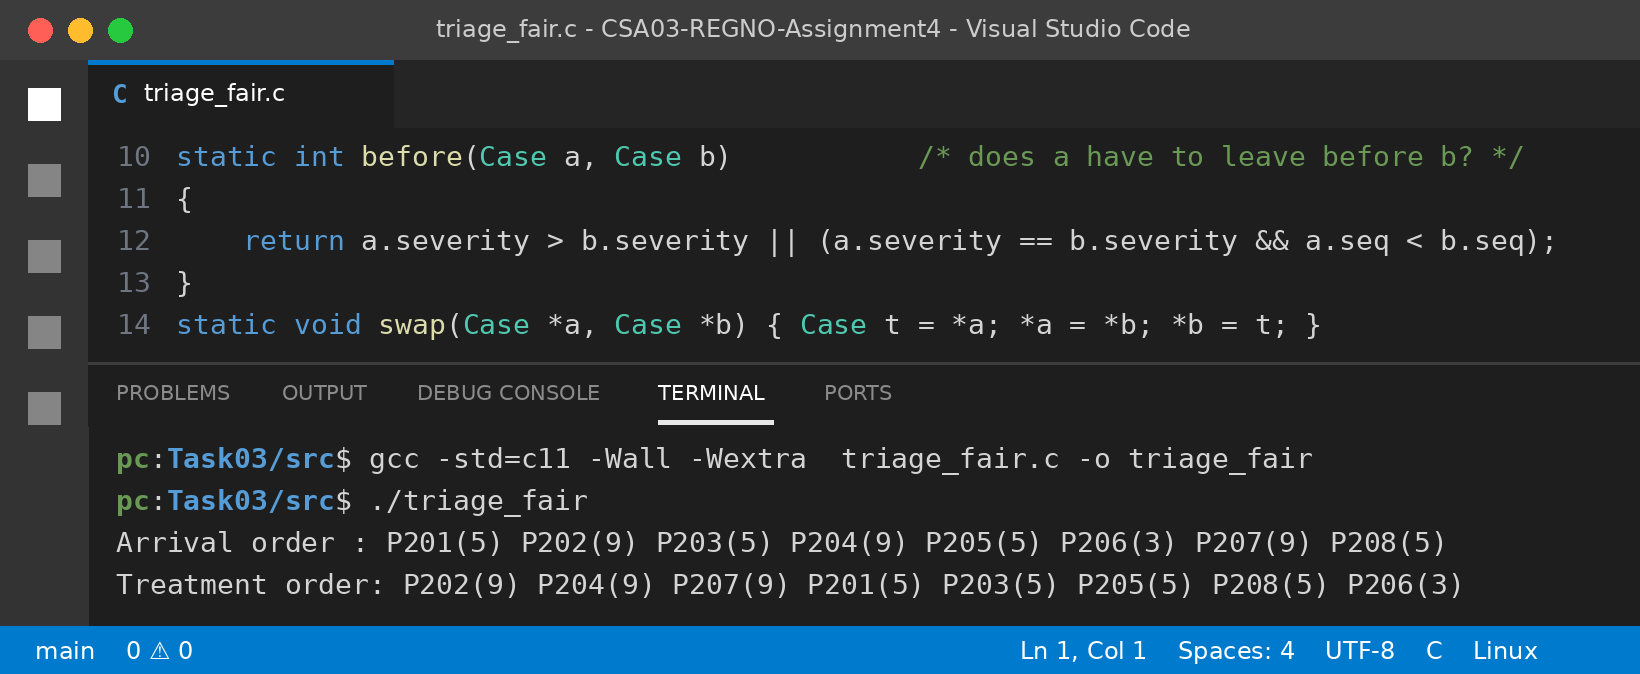 triage_fair.c - CSA03-REGNO-Assignment4 - Visual Studio Code
C triage_fair.c
10 static int before(Case a, Case b)           /* does a have to leave before b? */
11 {
12     return a.severity > b.severity || (a.severity == b.severity && a.seq < b.seq);
13 }
14 static void swap(Case *a, Case *b) { Case t = *a; *a = *b; *b = t; }
PROBLEMS OUTPUT DEBUG CONSOLE TERMINAL PORTS
pc:Task03/src$ gcc -std=c11 -Wall -Wextra  triage_fair.c -o triage_fair
pc:Task03/src$ ./triage_fair
Arrival order : P201(5) P202(9) P203(5) P204(9) P205(5) P206(3) P207(9) P208(5)
Treatment order: P202(9) P204(9) P207(9) P201(5) P203(5) P205(5) P208(5) P206(3)
main 0 ⚠ 0 Ln 1, Col 1 Spaces: 4 UTF-8 C Linux